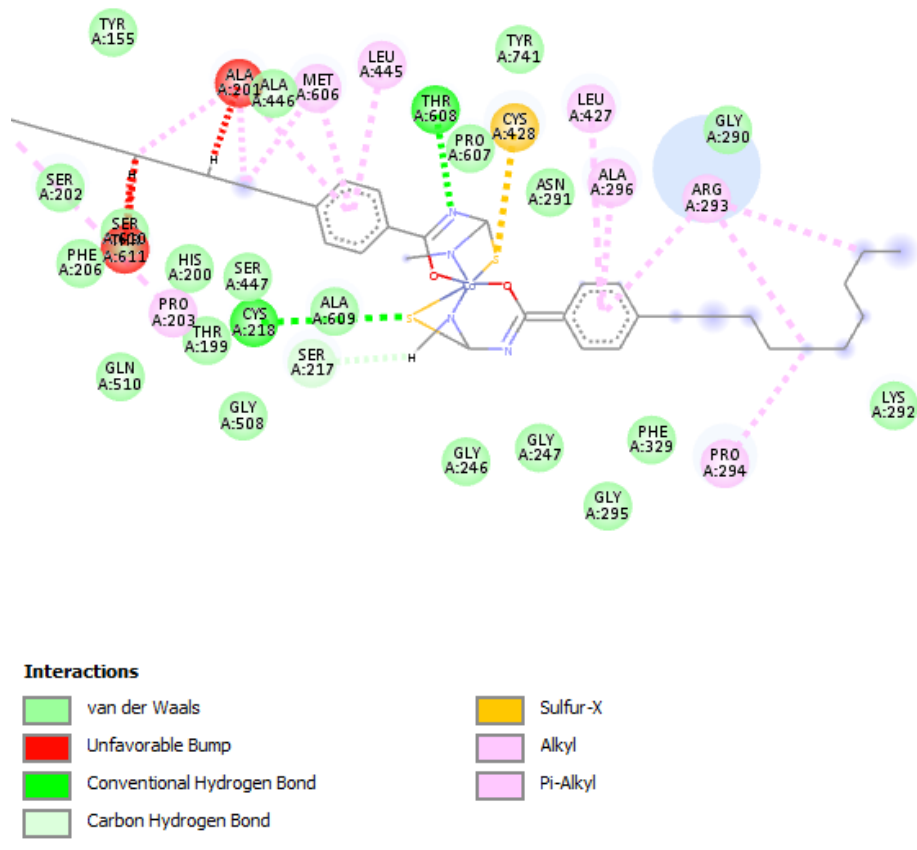 TYR
A:155
ALA
A:201
ALA
A:446
MET
A:606
LEU
A:445
THR
A:608
PRO
A:607
CYS
A:428
TYR
A:741
LEU
A:427
ASN
A:291
ALA
A:296
GLY
A:290
ARG
A:293
SER
A:202
H
H
SER
THR
A:611
PHE
A:206
HIS
A:200
SER
A:447
PRO
A:203
THR
A:199
CYS
A:218
ALA
A:609
SER
A:217
GLN
A:510
GLY
A:508
N
N
S
O
Co
O
S
N
H
N
GLY
A:246
GLY
A:247
GLY
A:295
PHE
A:329
PRO
A:294
LYS
A:292
Interactions
van der Waals
Unfavorable Bump
Conventional Hydrogen Bond
Carbon Hydrogen Bond
Sulfur-X
Alkyl
Pi-Alkyl